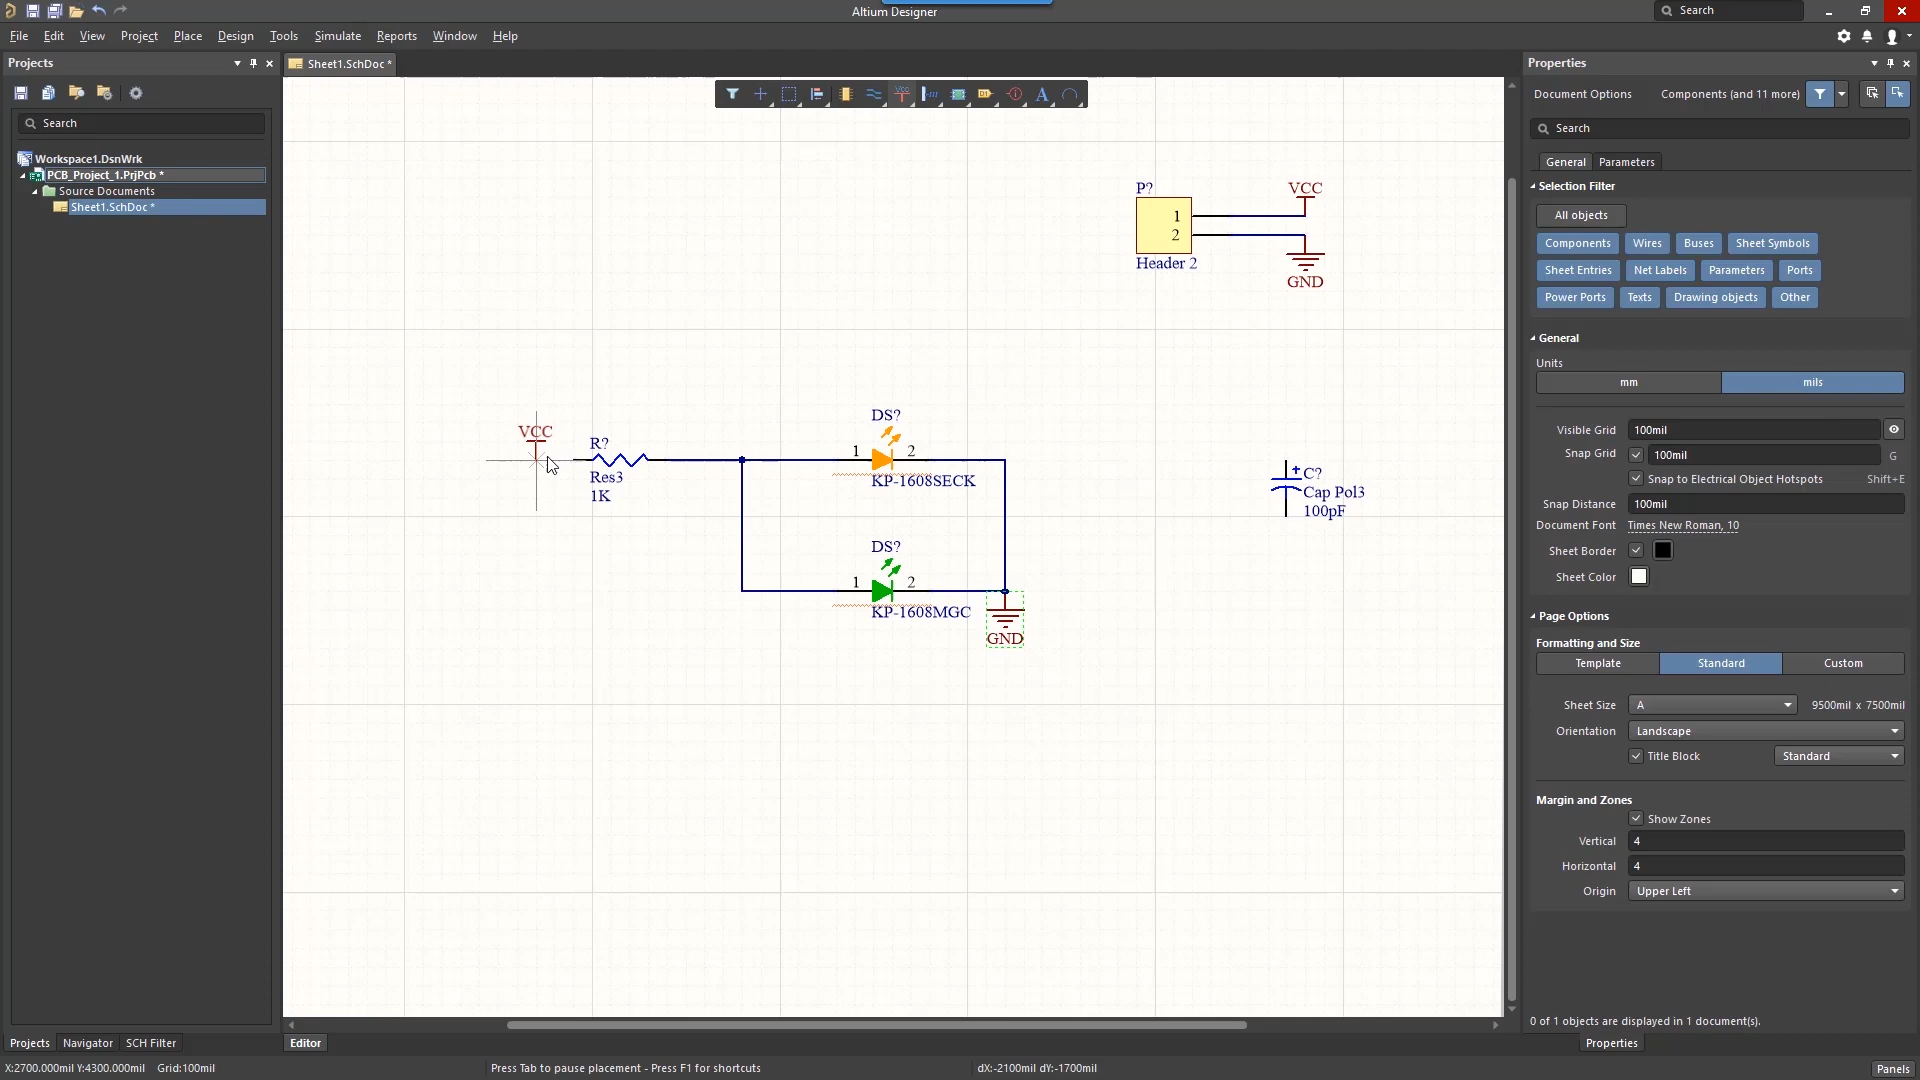 Altium Designer
Search
File Edit View Project Place Design Tools Simulate Reports Window Help
Projects
Sheet1.SchDoc *
Properties
Document Options Components (and 11 more)
Search
Search
General Parameters
Workspace1.DsnWrk
PCB_Project_1.PrjPcb *
Source Documents
Sheet1.SchDoc *
Selection Filter
All objects
Components Wires Buses Sheet Symbols
Sheet Entries Net Labels Parameters Ports
Power Ports Texts Drawing objects Other
General
Units
mm mils
Visible Grid 100mil
Snap Grid 100mil G
Snap to Electrical Object Hotspots Shift+E
Snap Distance 100mil
Document Font Times New Roman, 10
Sheet Border
Sheet Color
Page Options
Formatting and Size
Template Standard Custom
Sheet Size A 9500mil x 7500mil
Orientation Landscape
Title Block Standard
Margin and Zones
Show Zones
Vertical 4
Horizontal 4
Origin Upper Left
0 of 1 objects are displayed in 1 document(s).
P? VCC
1
2
Header 2
GND
VCC
R?
Res3
1K
DS?
1 2
KP-1608SECK
DS?
1 2
KP-1608MGC
GND
+
C?
Cap Pol3
100pF
Vcc
D1
A
Projects Navigator SCH Filter
Editor
Properties
X:2700.000mil Y:4300.000mil Grid:100mil
Press Tab to pause placement - Press F1 for shortcuts
dX:-2100mil dY:-1700mil
Panels